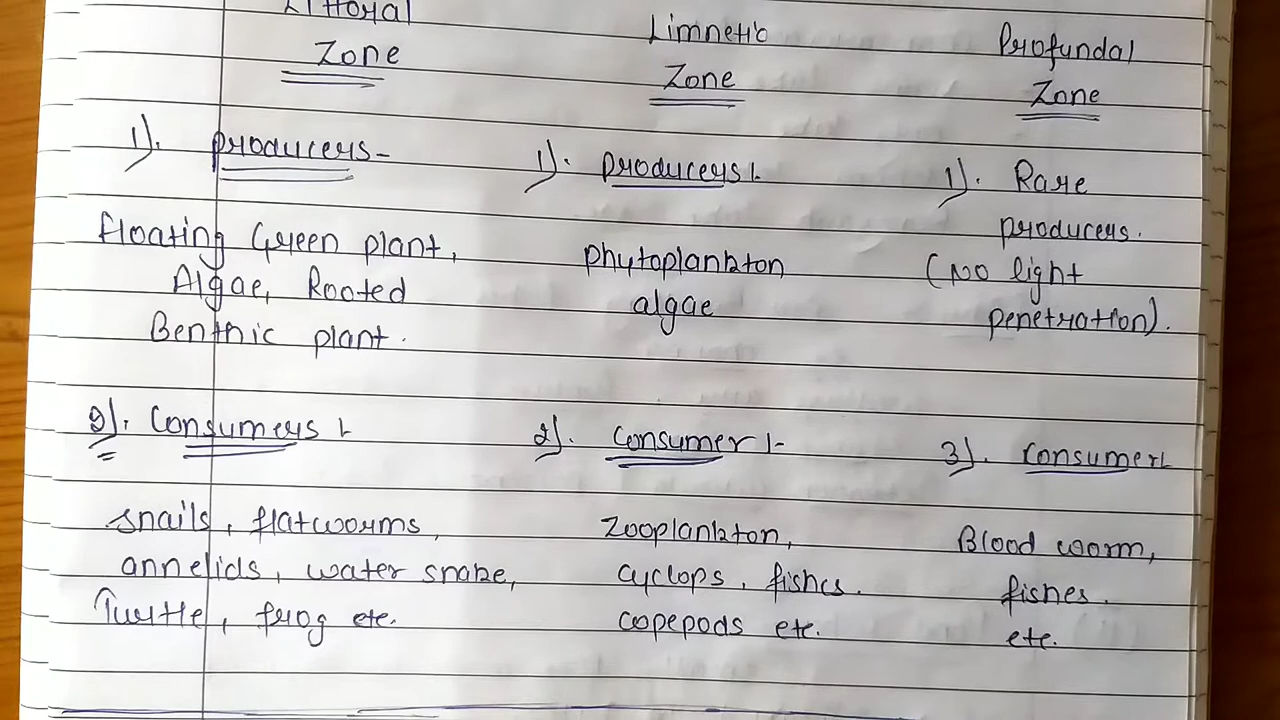 Littoral
Zone
1). producers-
Floating Green plant,
Algae, Rooted
Benthic plant.
2). Consumers :-
snails, flatworms,
annelids, water snake,
Turtle, frog etc.
Limnetic
Zone
1). producers :-
phytoplankton
algae
2). Consumer :-
zooplankton,
cyclops, fishes.
copepods etc.
Profundal
Zone
1). Rare
producers.
(No light
penetration).
3). Consumer :-
Blood worm,
fishes.
etc.